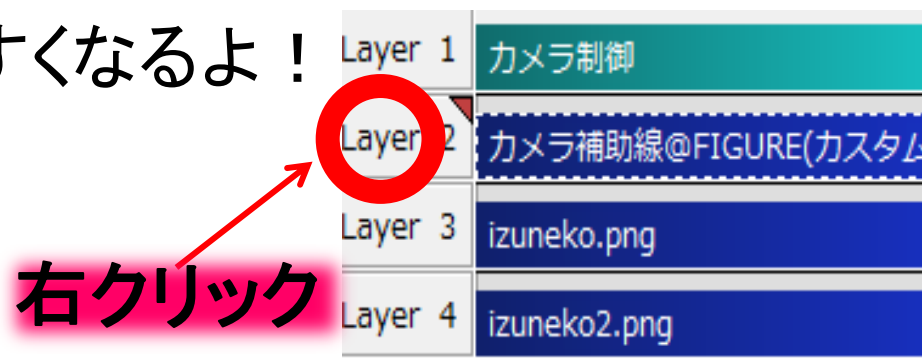 すくなるよ！
Layer 1
カメラ制御
Layer 2
カメラ補助線@FIGURE(カスタム
Layer 3
izuneko.png
右クリック
Layer 4
izuneko2.png